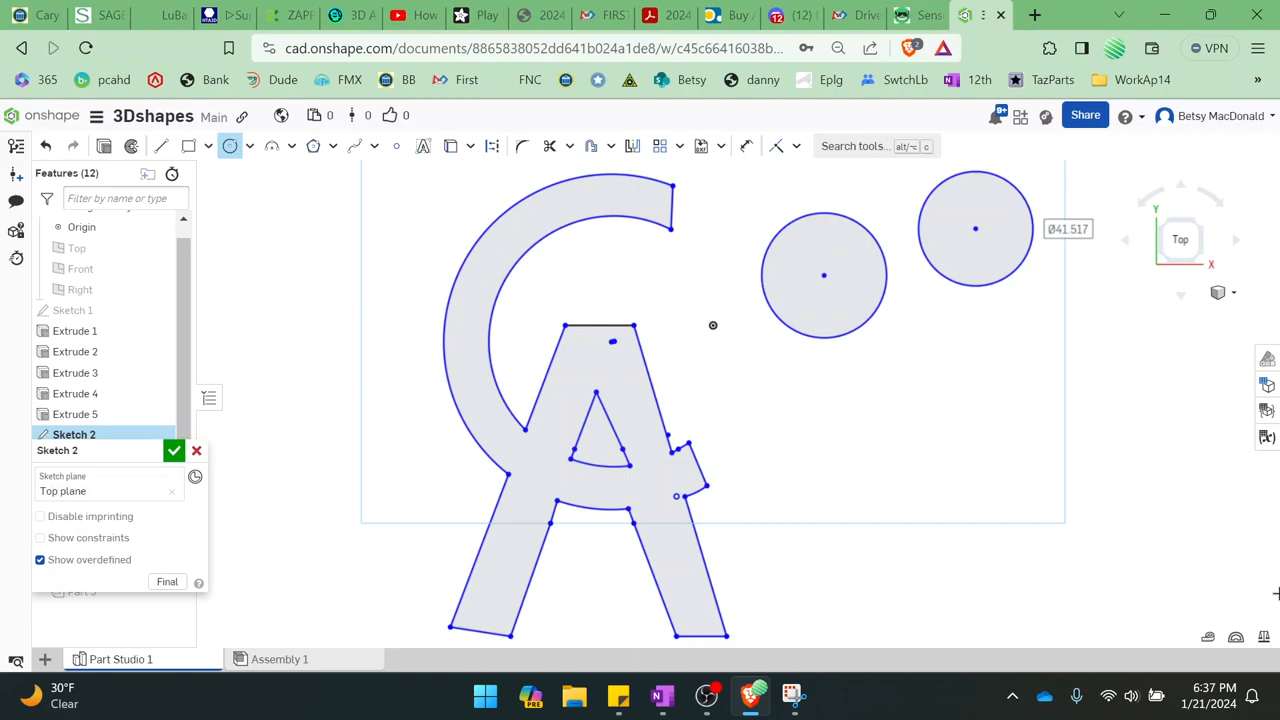 Cary SAGE LuBa >Su ZAPF 3D A How Play 2024 FIRST 2024 Buy A (12) Drive Sense
cad.onshape.com/documents/8865838052dd641b024a1de8/w/c45c66416038b... 2 VPN
365 pcahd Bank Dude FMX BB First FNC Betsy danny Eplg SwtchLb 12th TazParts WorkAp14 »
onshape 3Dshapes Main 0 0 0 9+ Share Betsy MacDonald
Search tools... alt/⌥ c
Features (12)
Filter by name or type
Origin
Top
Front
Right
Sketch 1
Extrude 1
Extrude 2
Extrude 3
Extrude 4
Extrude 5
Sketch 2
Sketch 2
Sketch plane
Top plane
Disable imprinting
Show constraints
Show overdefined
Final
Ø41.517
Y
Top
X
Part Studio 1 Assembly 1
30°F
Clear
PRE
6:37 PM
1/21/2024